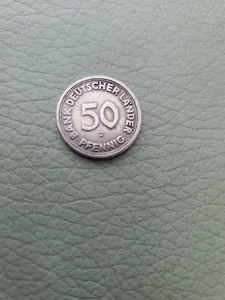 BANK DEUTSCHER LÄNDER
50
PFENNIG